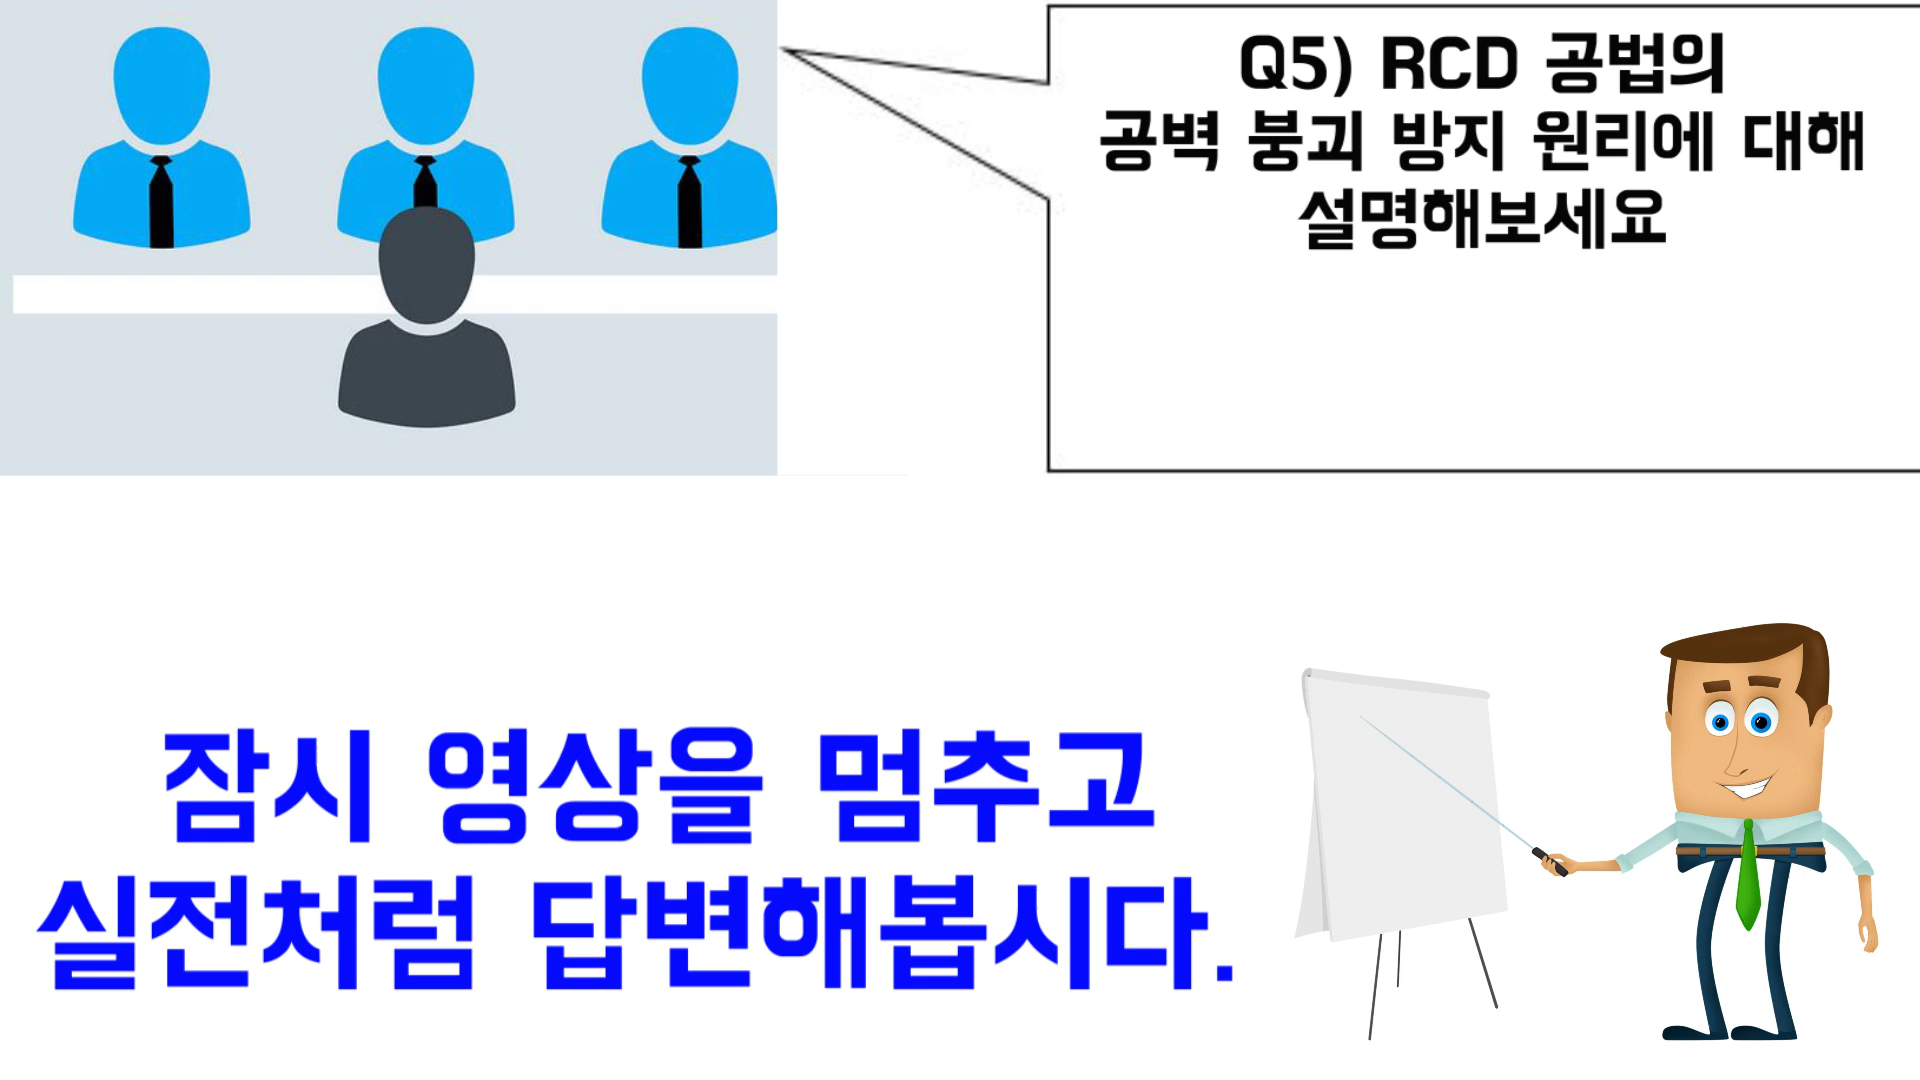 Q5) RCD 공법의
공벽 붕괴 방지 원리에 대해
설명해보세요
잠시 영상을 멈추고
실전처럼 답변해봅시다.